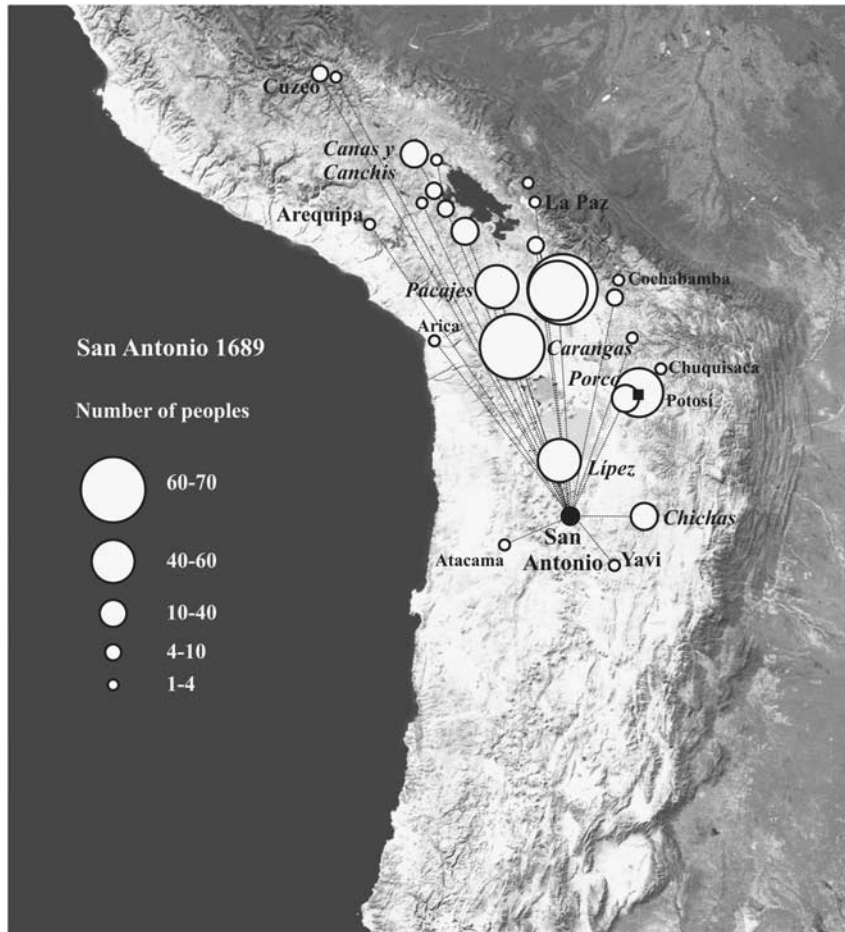 Cuzco
Canas y
Canchis
Arequipa
La Paz
Pacajes
Cochabamba
Arica
San Antonio 1689
Carangas
Porco
Chuquisaca
Potosí
Number of peoples
Lípez
60-70
Chichas
San
Antonio
Atacama
Yavi
40-60
10-40
4-10
1-4